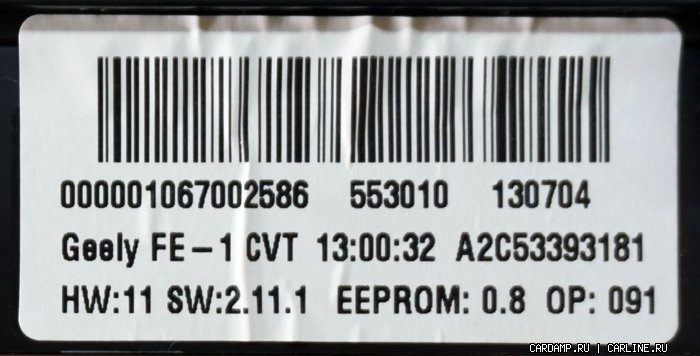 000001067002586 553010 130704
Geely FE-1 CVT 13:00:32 A2C53393181
HW:11 SW:2.11.1 EEPROM: 0.8 OP: 091
CARDAMP.RU | CARLINE.RU